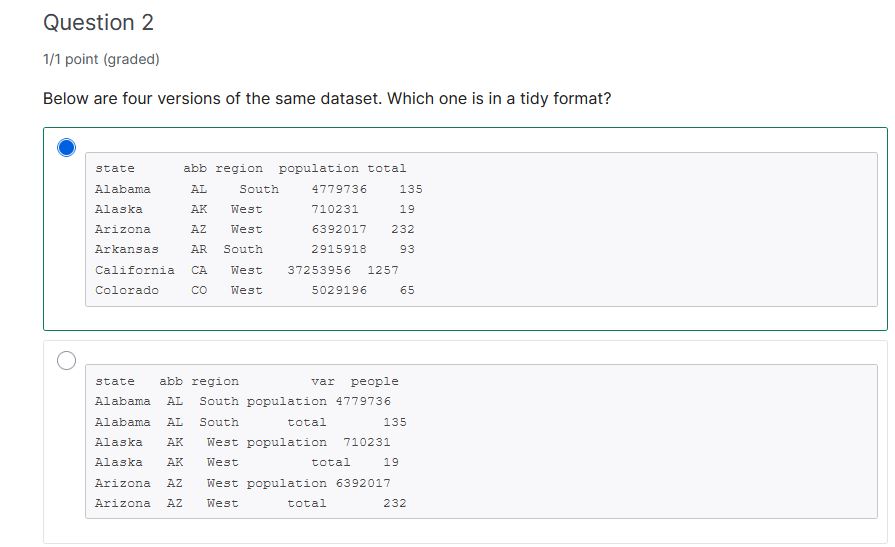 Question 2
1/1 point (graded)
Below are four versions of the same dataset. Which one is in a tidy format?
state abb region population total
Alabama AL South 4779736 135
Alaska AK West 710231 19
Arizona AZ West 6392017 232
Arkansas AR South 2915918 93
California CA West 37253956 1257
Colorado CO West 5029196 65
state abb region var people
Alabama AL South population 4779736
Alabama AL South total 135
Alaska AK West population 710231
Alaska AK West total 19
Arizona AZ West population 6392017
Arizona AZ West total 232